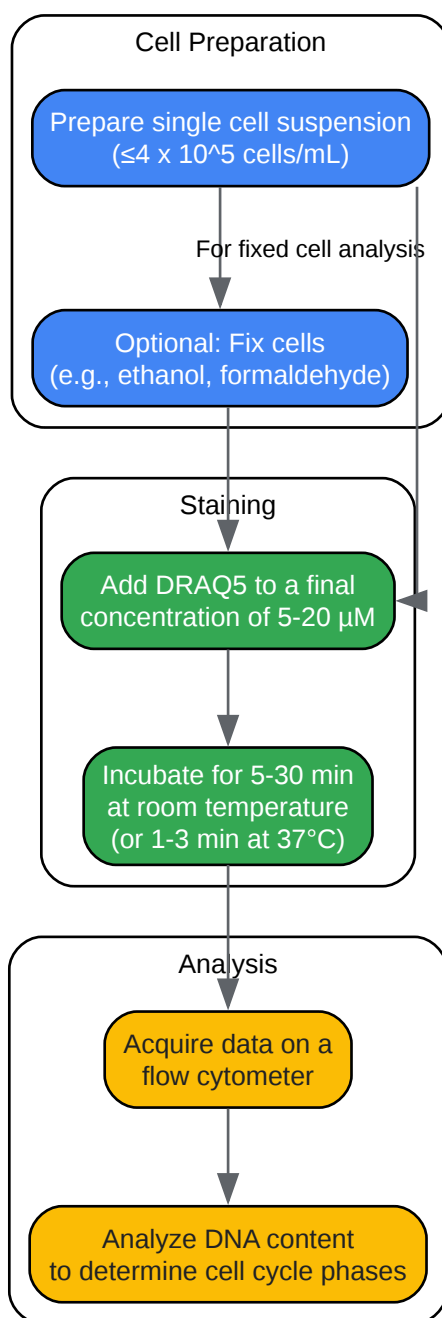 Cell Preparation
Prepare single cell suspension
(≤4 x 10^5 cells/mL)
For fixed cell analysis
Optional: Fix cells
(e.g., ethanol, formaldehyde)
Staining
Add DRAQ5 to a final
concentration of 5-20 µM
Incubate for 5-30 min
at room temperature
(or 1-3 min at 37°C)
Analysis
Acquire data on a
flow cytometer
Analyze DNA content
to determine cell cycle phases